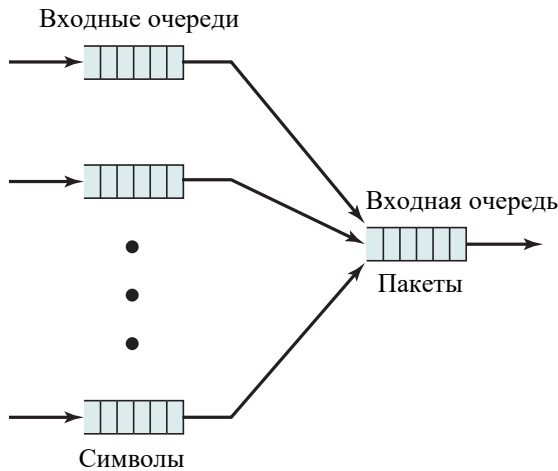 Входные очереди
Входная очередь
Пакеты
Символы